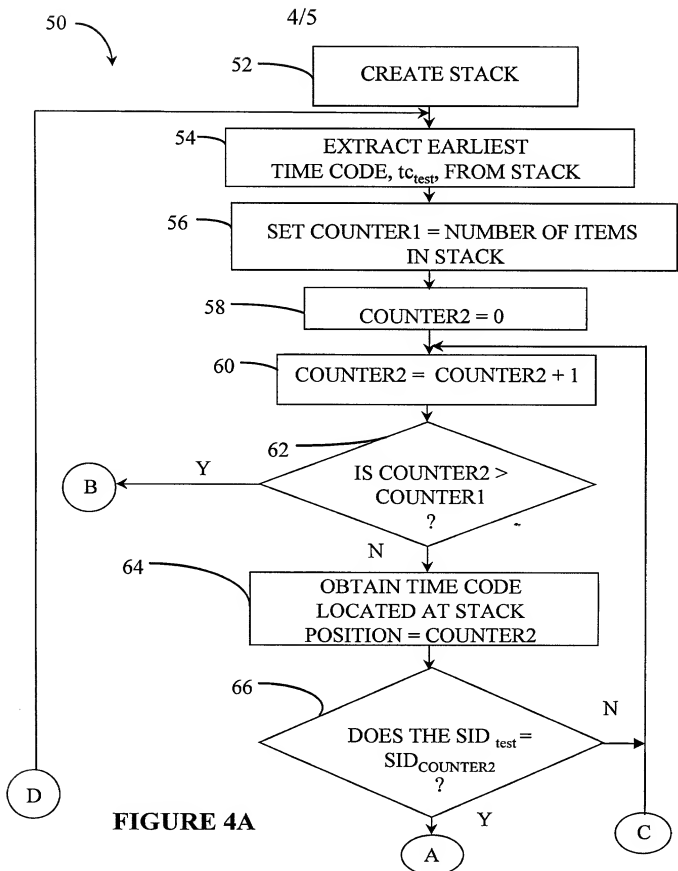 4/5
50
52
CREATE STACK
54
EXTRACT EARLIEST
TIME CODE, tc_test, FROM STACK
56
SET COUNTER1 = NUMBER OF ITEMS
IN STACK
58
COUNTER2 = 0
60
COUNTER2 = COUNTER2 + 1
62
IS COUNTER2 >
COUNTER1
?
Y
B
N
64
OBTAIN TIME CODE
LOCATED AT STACK
POSITION = COUNTER2
66
DOES THE SID test =
SID_COUNTER2
?
N
Y
D
FIGURE 4A
A
C